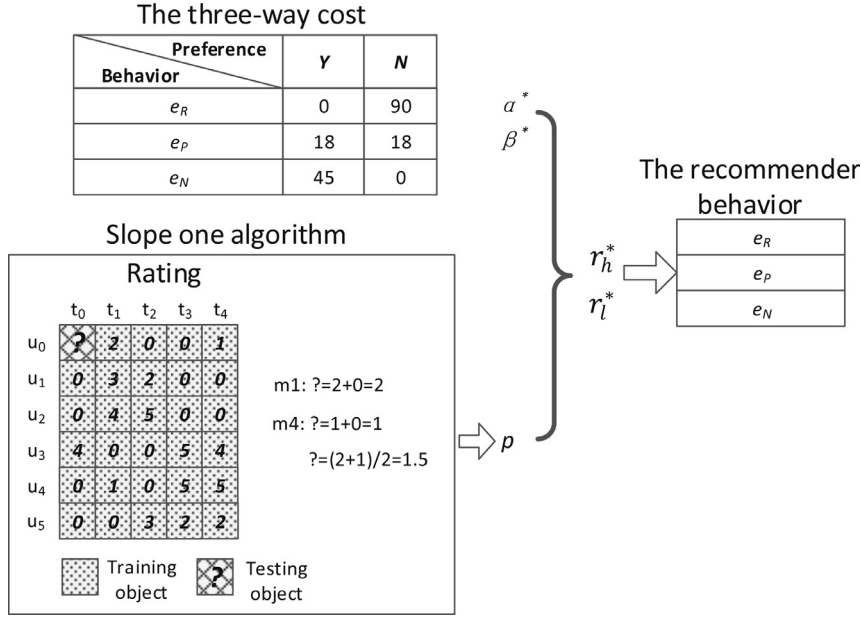 The three-way cost
Preference Y N
Behavior
e_R 0 90
e_P 18 18
e_N 45 0
α*
β*
The recommender
behavior
e_R
e_P
e_N
r_h*
r_l*
Slope one algorithm
Rating
t0 t1 t2 t3 t4
u0 ? 2 0 0 1
u1 0 3 2 0 0
u2 0 4 5 0 0
u3 4 0 0 5 4
u4 0 1 0 5 5
u5 0 0 3 2 2
m1: ?=2+0=2
m4: ?=1+0=1
?=(2+1)/2=1.5
p
Training
object
? Testing
object